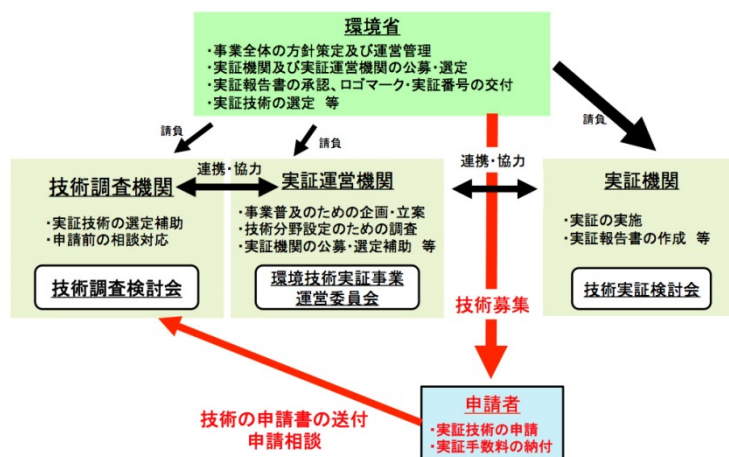 環境省
・事業全体の方針策定及び運営管理
・実証機関及び実証運営機関の公募・選定
・実証報告書の承認、ロゴマーク・実証番号の交付
・実証技術の選定 等
請負
請負
請負
連携・協力
連携・協力
技術調査機関
・実証技術の選定補助
・申請前の相談対応
技術調査検討会
実証運営機関
・事業普及のための企画・立案
・技術分野設定のための調査
・実証機関の公募・選定補助 等
環境技術実証事業
運営委員会
実証機関
・実証の実施
・実証報告書の作成 等
技術実証検討会
技術募集
技術の申請書の送付
申請相談
申請者
・実証技術の申請
・実証手数料の納付